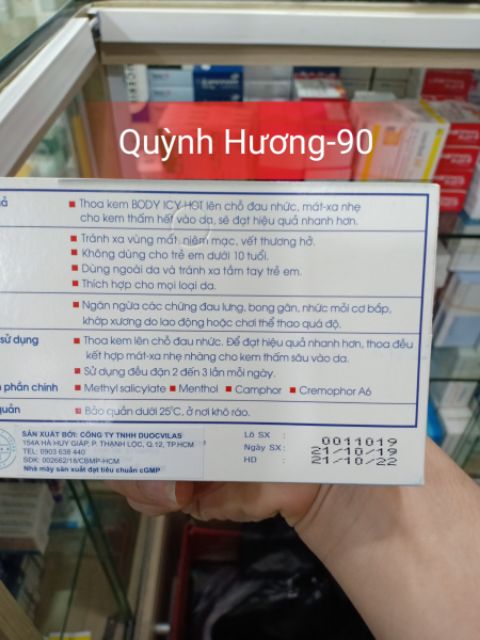 Quỳnh Hương-90
Thoa kem BODY ICY HOT lên chỗ đau nhức, mát-xa nhẹ
cho kem thấm hết vào da, sẽ đạt hiệu quả nhanh hơn.
Tránh xa vùng mắt, niêm mạc, vết thương hở.
Không dùng cho trẻ em dưới 10 tuổi.
Dùng ngoài da và tránh xa tầm tay trẻ em.
Thích hợp cho mọi loại da.
Ngăn ngừa các chứng đau lưng, bong gân, nhức mỏi cơ bắp,
khớp xương do lao động hoặc chơi thể thao quá độ.
sử dụng
Thoa kem lên chỗ đau nhức. Để đạt hiệu quả nhanh hơn, thoa đều
kết hợp mát-xa nhẹ nhàng cho kem thấm sâu vào da.
Sử dụng đều đặn 2 đến 3 lần mỗi ngày.
phần chính
Methyl salicylate Menthol Camphor Cremophor A6
quản
Bảo quản dưới 25°C, ở nơi khô ráo.
SẢN XUẤT BỞI: CÔNG TY TNHH DUOCVILAS
154A HÀ HUY GIÁP, P. THẠNH LỘC, Q.12, TP.HCM
TEL: 0903 638 440
SDK: 002662/18/CBMP-HCM
Nhà máy sản xuất đạt tiêu chuẩn cGMP
Lô SX : 0011019
Ngày SX: 21/10/19
HD : 21/10/22